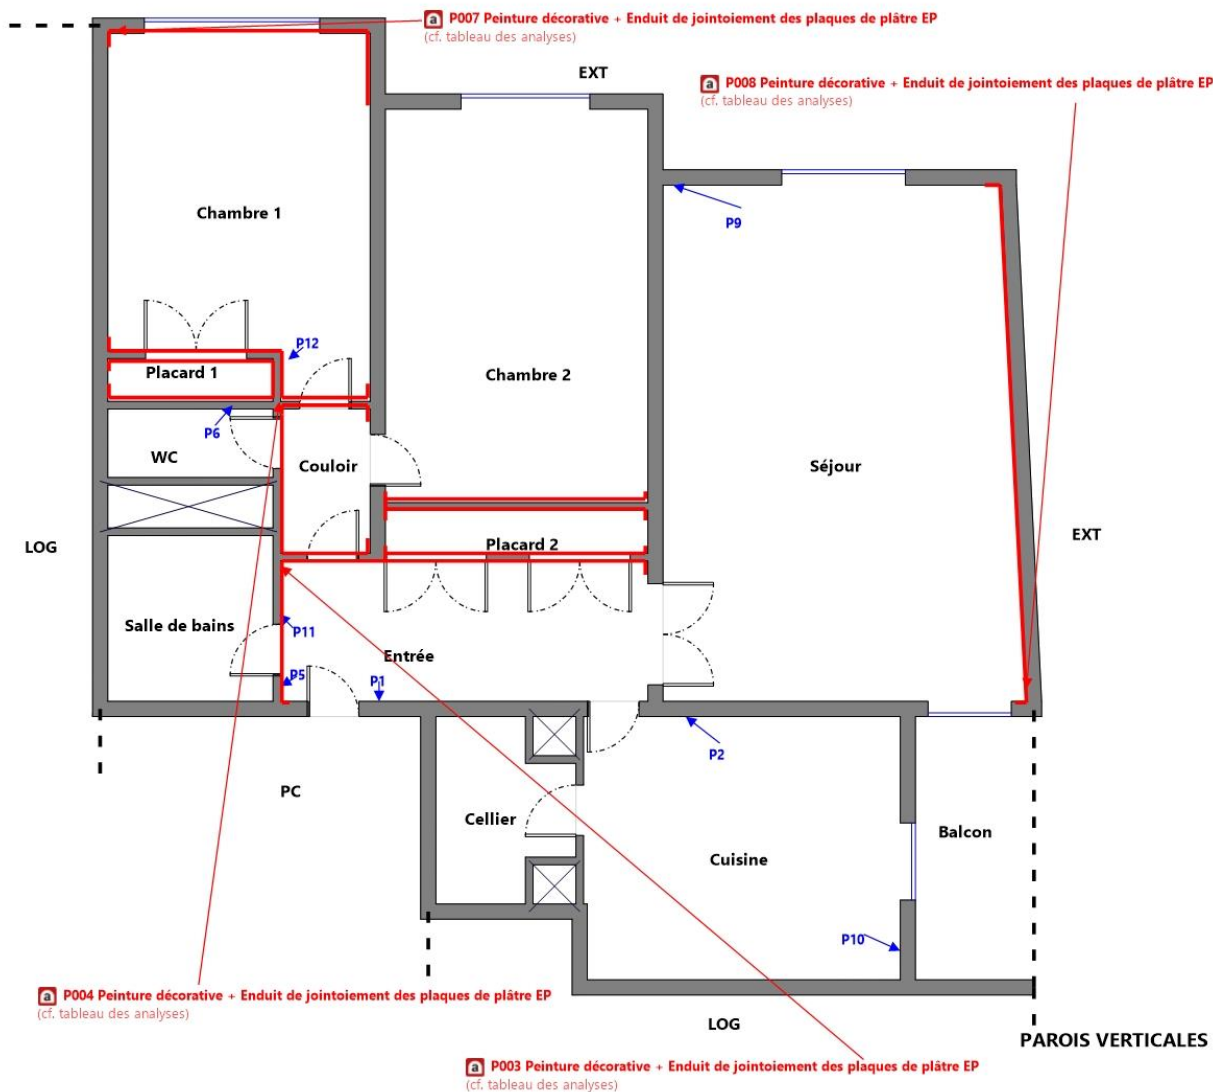 a P007 Peinture décorative + Enduit de jointoiement des plaques de plâtre EP
(cf. tableau des analyses)
EXT
a P008 Peinture décorative + Enduit de jointoiement des plaques de plâtre EP
(cf. tableau des analyses)
Chambre 1
P9
P12
Placard 1
Chambre 2
P6
WC
Couloir
Séjour
LOG
Placard 2
EXT
Salle de bains
P11
Entrée
P5
P1
P2
PC
Cellier
Cuisine
Balcon
P10
a P004 Peinture décorative + Enduit de jointoiement des plaques de plâtre EP
(cf. tableau des analyses)
LOG
PAROIS VERTICALES
a P003 Peinture décorative + Enduit de jointoiement des plaques de plâtre EP
(cf. tableau des analyses)